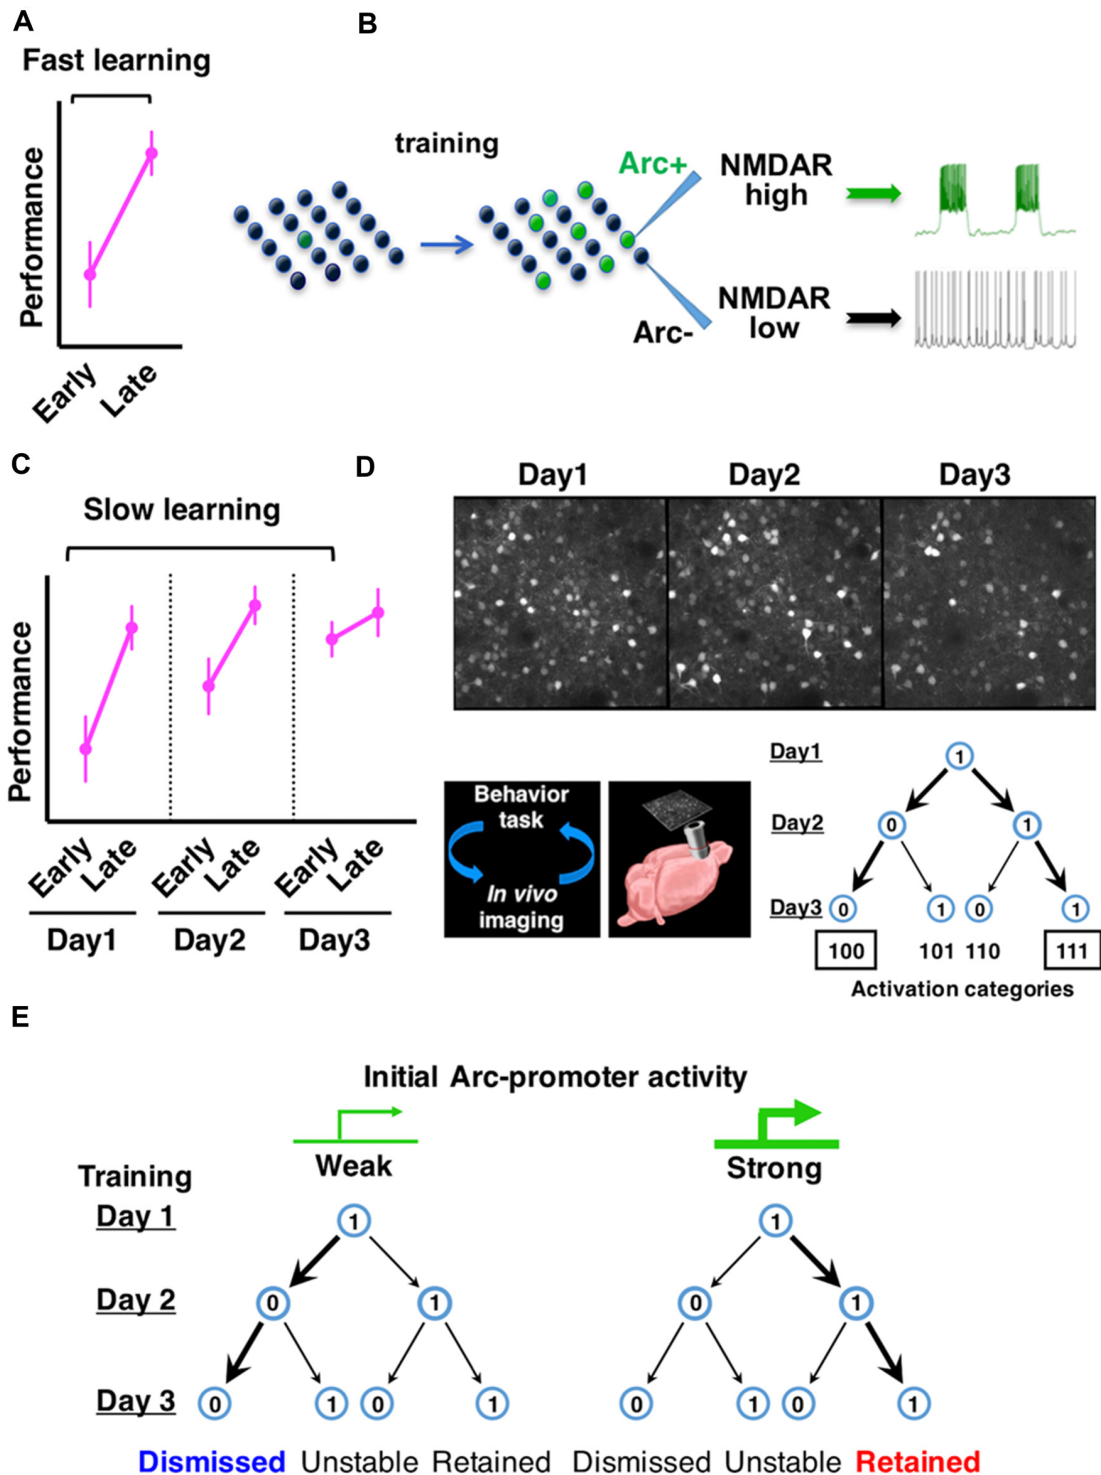 A
Fast learning
Performance
Early
Late
B
training
Arc+
NMDAR
high
Arc-
NMDAR
low
C
Slow learning
Performance
Early
Late
Early
Late
Early
Late
Day1
Day2
Day3
D
Day1
Day2
Day3
Behavior
task
In vivo
imaging
Day1
1
Day2
0
1
Day3
0
1
0
1
100
101
110
111
Activation categories
E
Initial Arc-promoter activity
Weak
Strong
Training
Day 1
1
1
Day 2
0
1
0
1
Day 3
0
1
0
1
0
1
0
1
Dismissed Unstable Retained Dismissed Unstable Retained